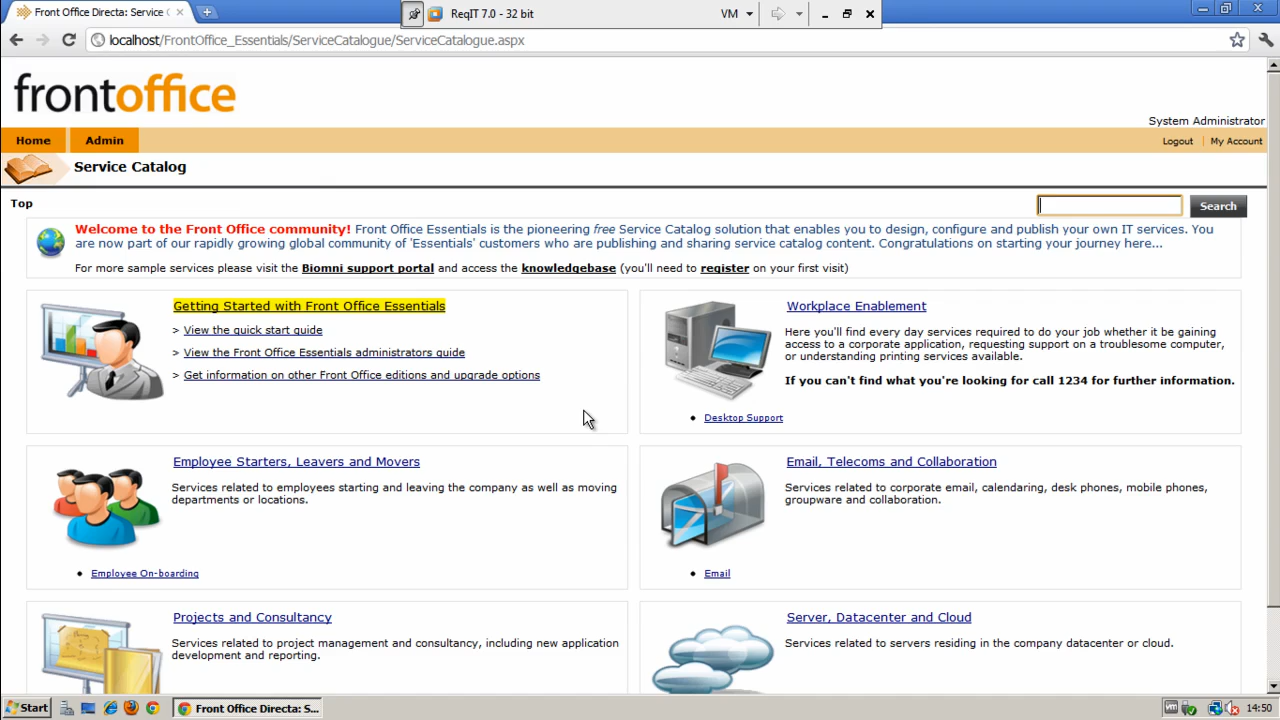 Front Office Directa: Service C
ReqIT 7.0 - 32 bit
VM
localhost/FrontOffice_Essentials/ServiceCatalogue/ServiceCatalogue.aspx
frontoffice
System Administrator
Home Admin
Logout | My Account
Service Catalog
Top
Search
Welcome to the Front Office community! Front Office Essentials is the pioneering free Service Catalog solution that enables you to design, configure and publish your own IT services. You
are now part of our rapidly growing global community of 'Essentials' customers who are publishing and sharing service catalog content. Congratulations on starting your journey here...
For more sample services please visit the Biomni support portal and access the knowledgebase (you'll need to register on your first visit)
Getting Started with Front Office Essentials
> View the quick start guide
> View the Front Office Essentials administrators guide
> Get information on other Front Office editions and upgrade options
Workplace Enablement
Here you'll find every day services required to do your job whether it be gaining
access to a corporate application, requesting support on a troublesome computer,
or understanding printing services available.
If you can't find what you're looking for call 1234 for further information.
• Desktop Support
Employee Starters, Leavers and Movers
Services related to employees starting and leaving the company as well as moving
departments or locations.
• Employee On-boarding
Email, Telecoms and Collaboration
Services related to corporate email, calendaring, desk phones, mobile phones,
groupware and collaboration.
• Email
Projects and Consultancy
Services related to project management and consultancy, including new application
development and reporting.
Server, Datacenter and Cloud
Services related to servers residing in the company datacenter or cloud.
Start
Front Office Directa: S...
vm
14:50